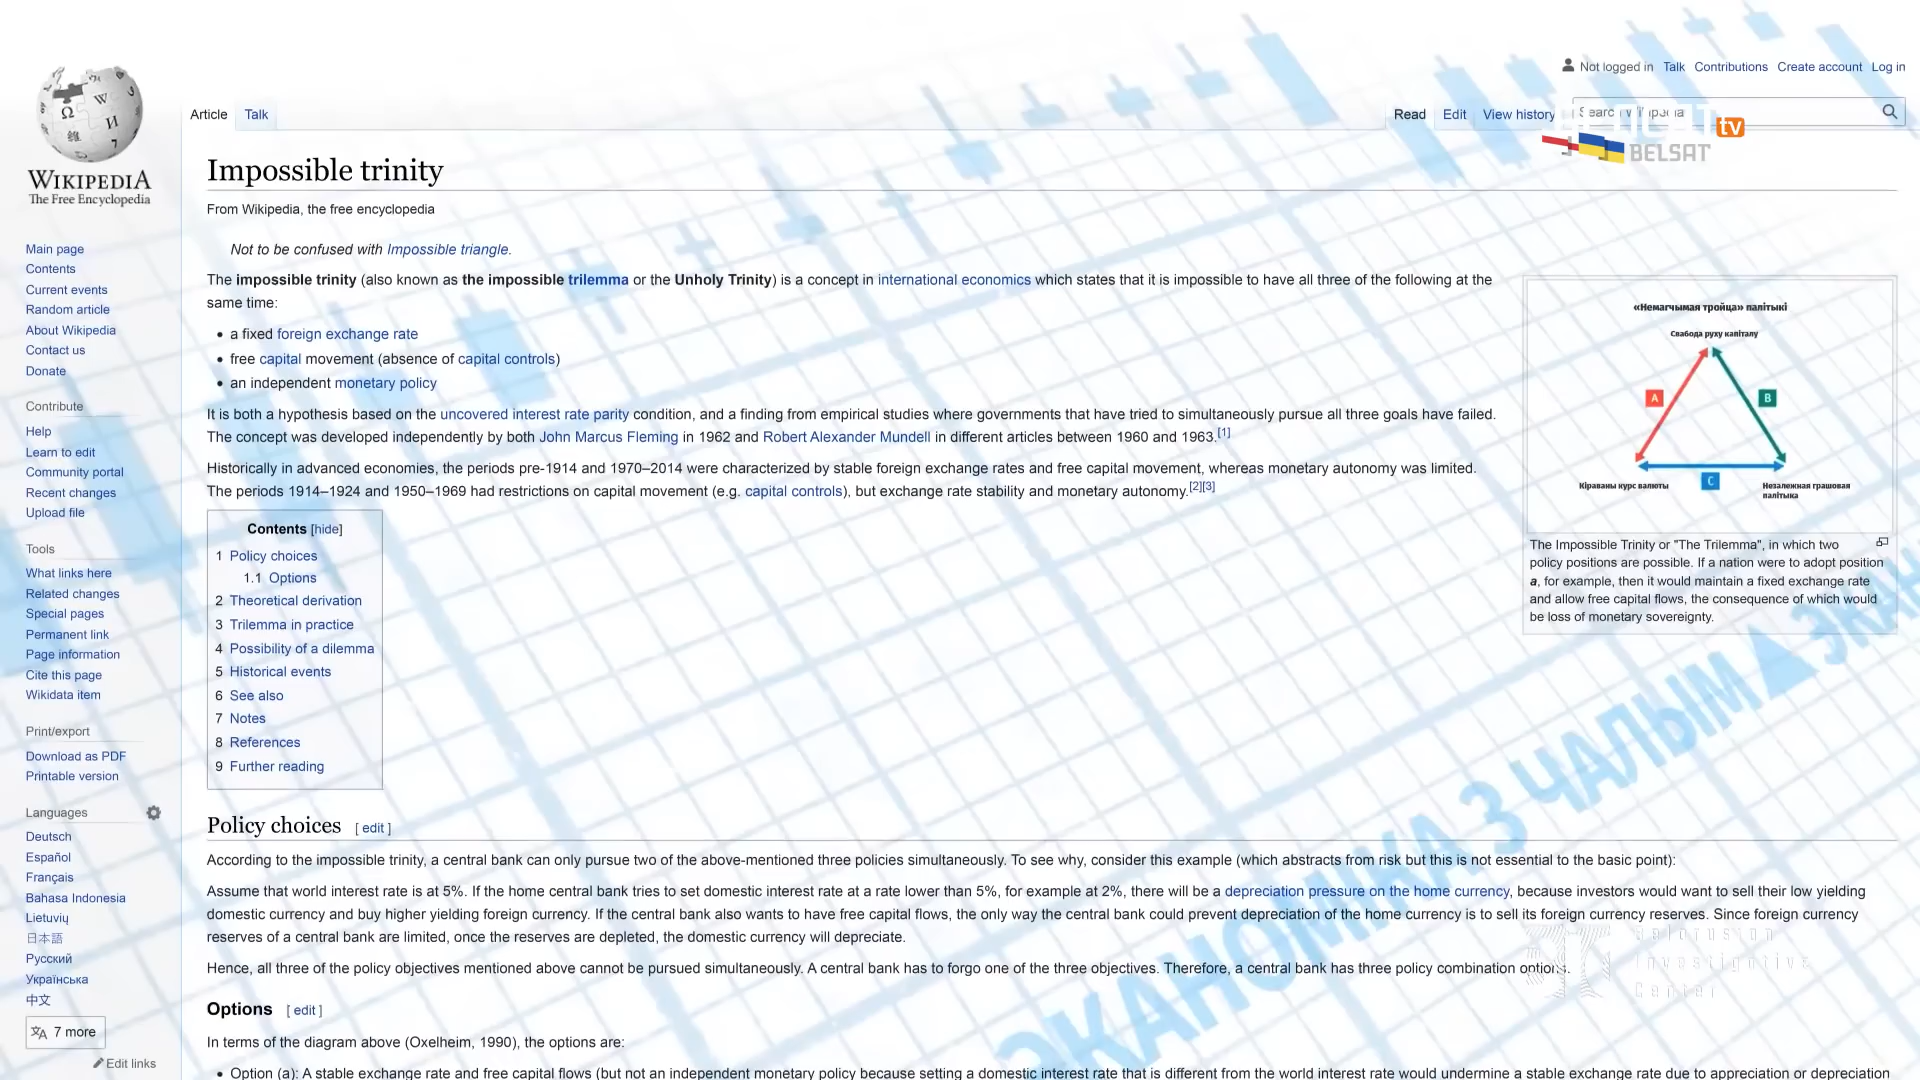 Not logged in Talk Contributions Create account Log in
Article Talk Read Edit View history
tv
BELSAT
WIKIPEDIA
The Free Encyclopedia
Main page
Contents
Current events
Random article
About Wikipedia
Contact us
Donate
Contribute
Help
Learn to edit
Community portal
Recent changes
Upload file
Tools
What links here
Related changes
Special pages
Permanent link
Page information
Cite this page
Wikidata item
Print/export
Download as PDF
Printable version
Languages
Deutsch
Español
Français
Bahasa Indonesia
Lietuvių
日本語
Русский
Українська
中文
7 more
Edit links
Impossible trinity
From Wikipedia, the free encyclopedia
Not to be confused with Impossible triangle.
The impossible trinity (also known as the impossible trilemma or the Unholy Trinity) is a concept in international economics which states that it is impossible to have all three of the following at the
same time:
• a fixed foreign exchange rate
• free capital movement (absence of capital controls)
• an independent monetary policy
It is both a hypothesis based on the uncovered interest rate parity condition, and a finding from empirical studies where governments that have tried to simultaneously pursue all three goals have failed.
The concept was developed independently by both John Marcus Fleming in 1962 and Robert Alexander Mundell in different articles between 1960 and 1963.[1]
Historically in advanced economies, the periods pre-1914 and 1970–2014 were characterized by stable foreign exchange rates and free capital movement, whereas monetary autonomy was limited.
The periods 1914–1924 and 1950–1969 had restrictions on capital movement (e.g. capital controls), but exchange rate stability and monetary autonomy.[2][3]
«Немагчымая тройца» палітыкі
Свабода руху капіталу
A
B
C
Кіраваны курс валюты
Незалежная грашовая
палітыка
The Impossible Trinity or "The Trilemma", in which two
policy positions are possible. If a nation were to adopt position
a, for example, then it would maintain a fixed exchange rate
and allow free capital flows, the consequence of which would
be loss of monetary sovereignty.
Contents [hide]
1 Policy choices
1.1 Options
2 Theoretical derivation
3 Trilemma in practice
4 Possibility of a dilemma
5 Historical events
6 See also
7 Notes
8 References
9 Further reading
Policy choices [ edit ]
According to the impossible trinity, a central bank can only pursue two of the above-mentioned three policies simultaneously. To see why, consider this example (which abstracts from risk but this is not essential to the basic point):
Assume that world interest rate is at 5%. If the home central bank tries to set domestic interest rate at a rate lower than 5%, for example at 2%, there will be a depreciation pressure on the home currency, because investors would want to sell their low yielding
domestic currency and buy higher yielding foreign currency. If the central bank also wants to have free capital flows, the only way the central bank could prevent depreciation of the home currency is to sell its foreign currency reserves. Since foreign currency
reserves of a central bank are limited, once the reserves are depleted, the domestic currency will depreciate.
Hence, all three of the policy objectives mentioned above cannot be pursued simultaneously. A central bank has to forgo one of the three objectives. Therefore, a central bank has three policy combination options.
Options [ edit ]
In terms of the diagram above (Oxelheim, 1990), the options are:
• Option (a): A stable exchange rate and free capital flows (but not an independent monetary policy because setting a domestic interest rate that is different from the world interest rate would undermine a stable exchange rate due to appreciation or depreciation
ЭКАНОМІКА З ЧАЛЫМ
Belarusian
Investigative
Center